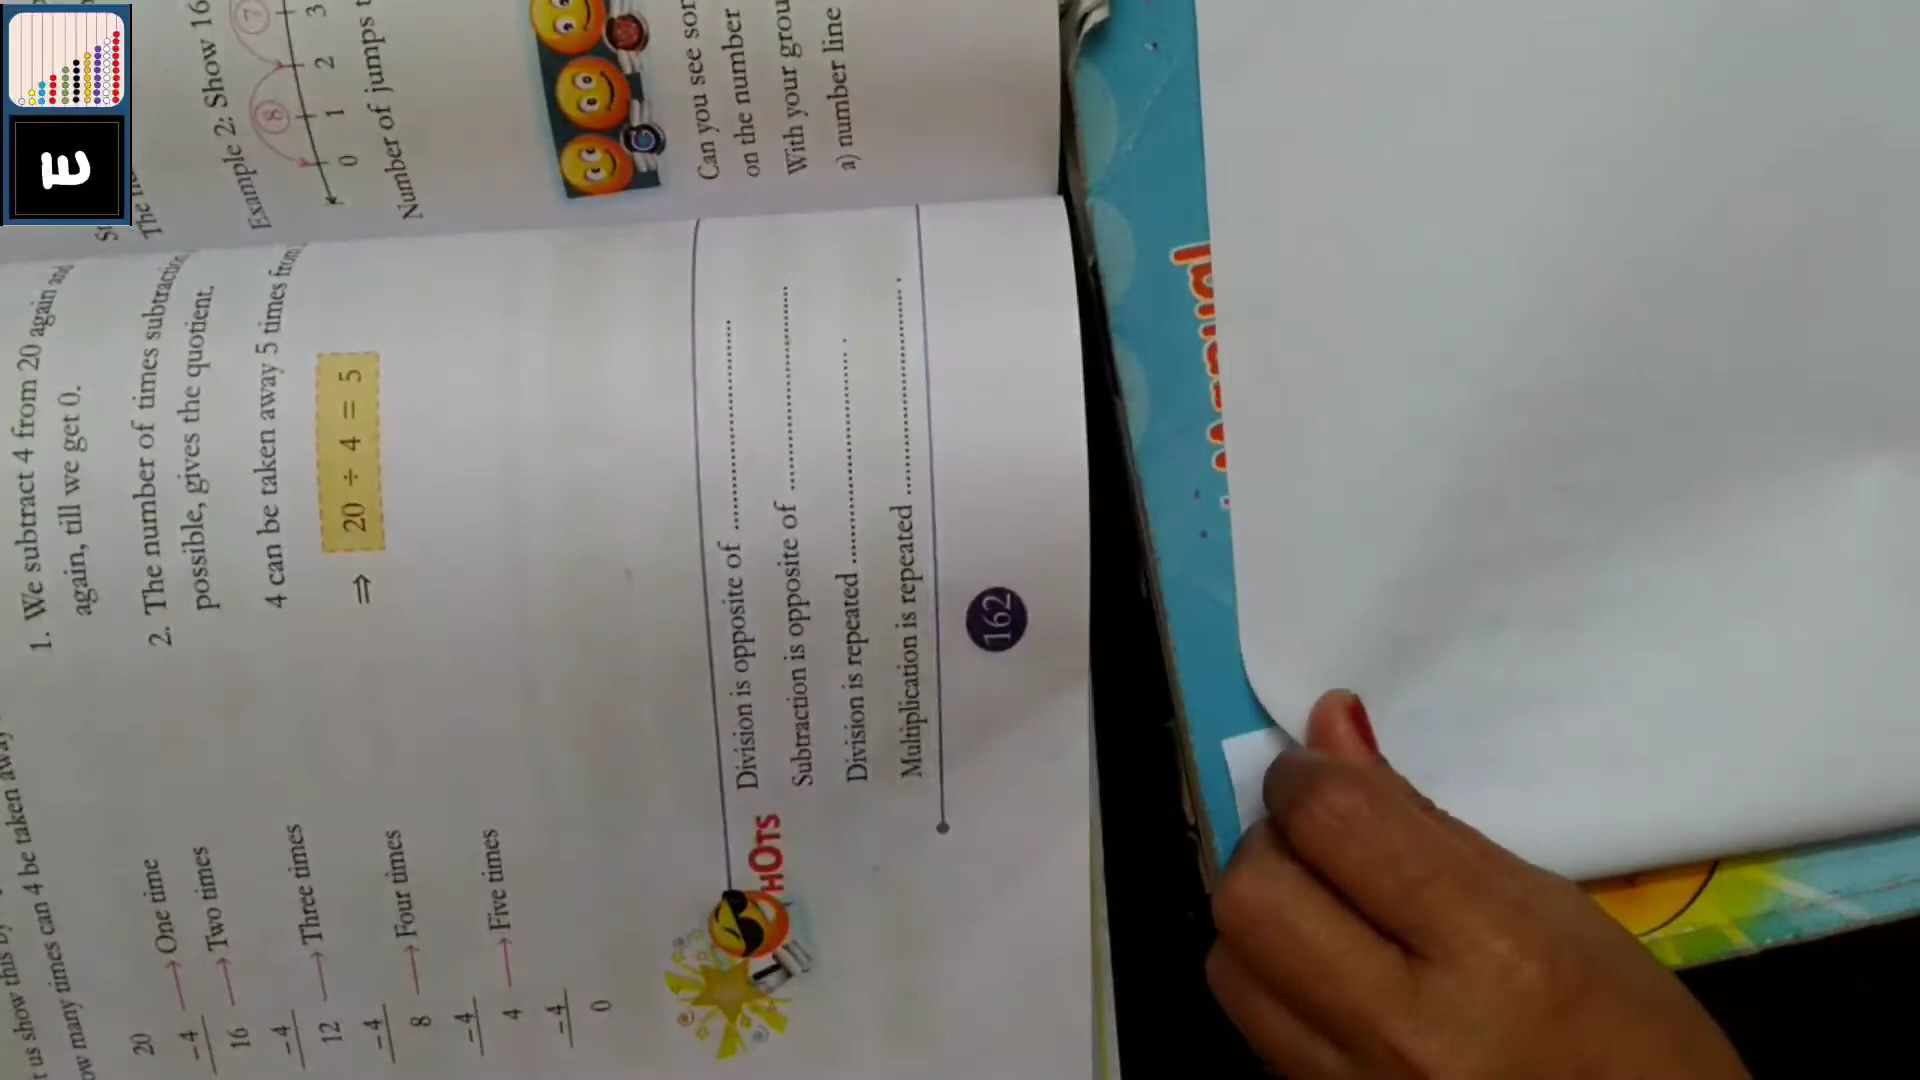 t us show this by
ow many times can 4 be taken away
20
−4 → One time
16 → Two times
−4
12 → Three times
−4
8 → Four times
−4
4 → Five times
−4
0
1. We subtract 4 from 20 again and
again, till we get 0.
2. The number of times subtraction
possible, gives the quotient.
4 can be taken away 5 times from
⇒ 20 ÷ 4 = 5
HOTS
Division is opposite of ................................
Subtraction is opposite of ................................
Division is repeated ................................ .
Multiplication is repeated ................................ .
162
Example 2: Show 16
8 7
0 1 2 3
Number of jumps t
Can you see sor
on the number
With your grou
a) number line
E